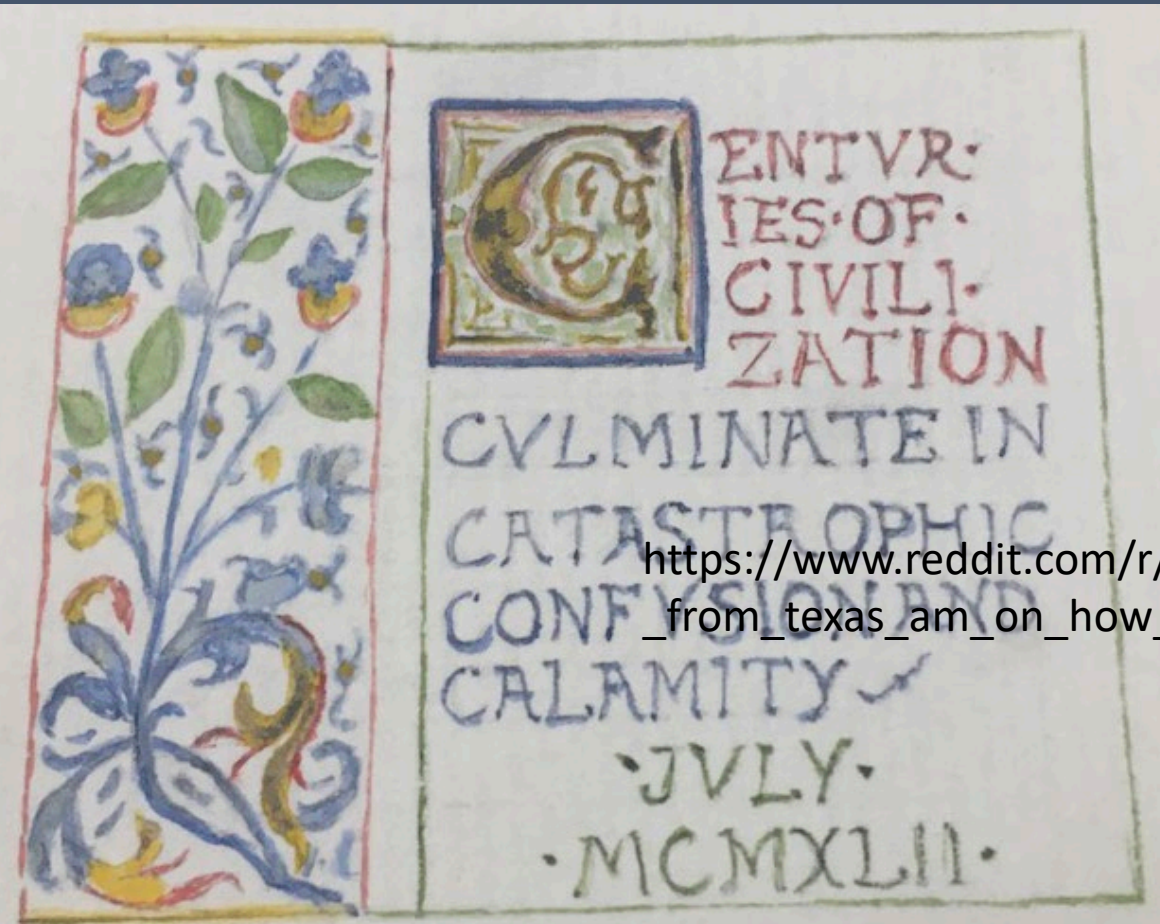 CENTVR·
IES·OF·
CIVILI·
ZATION
CVLMINATE IN
CATASTROPHIC
CONFVSION AND
CALAMITY
·JVLY·
·MCMXLII·
https://www.reddit.com/r/
_from_texas_am_on_how_